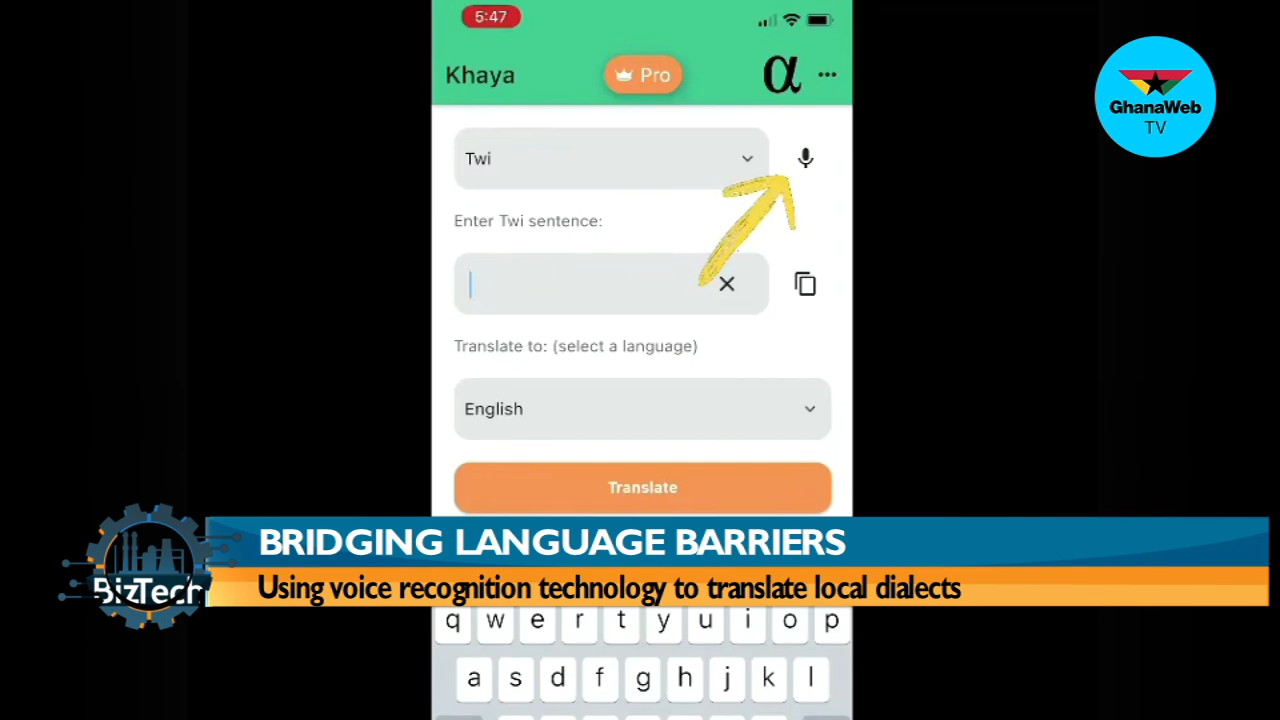 5:47
Khaya
Pro
α
GhanaWeb
TV
Twi
Enter Twi sentence:
Translate to: (select a language)
English
Translate
BRIDGING LANGUAGE BARRIERS
BizTech
Using voice recognition technology to translate local dialects
q w e r t y u i o p
a s d f g h j k l